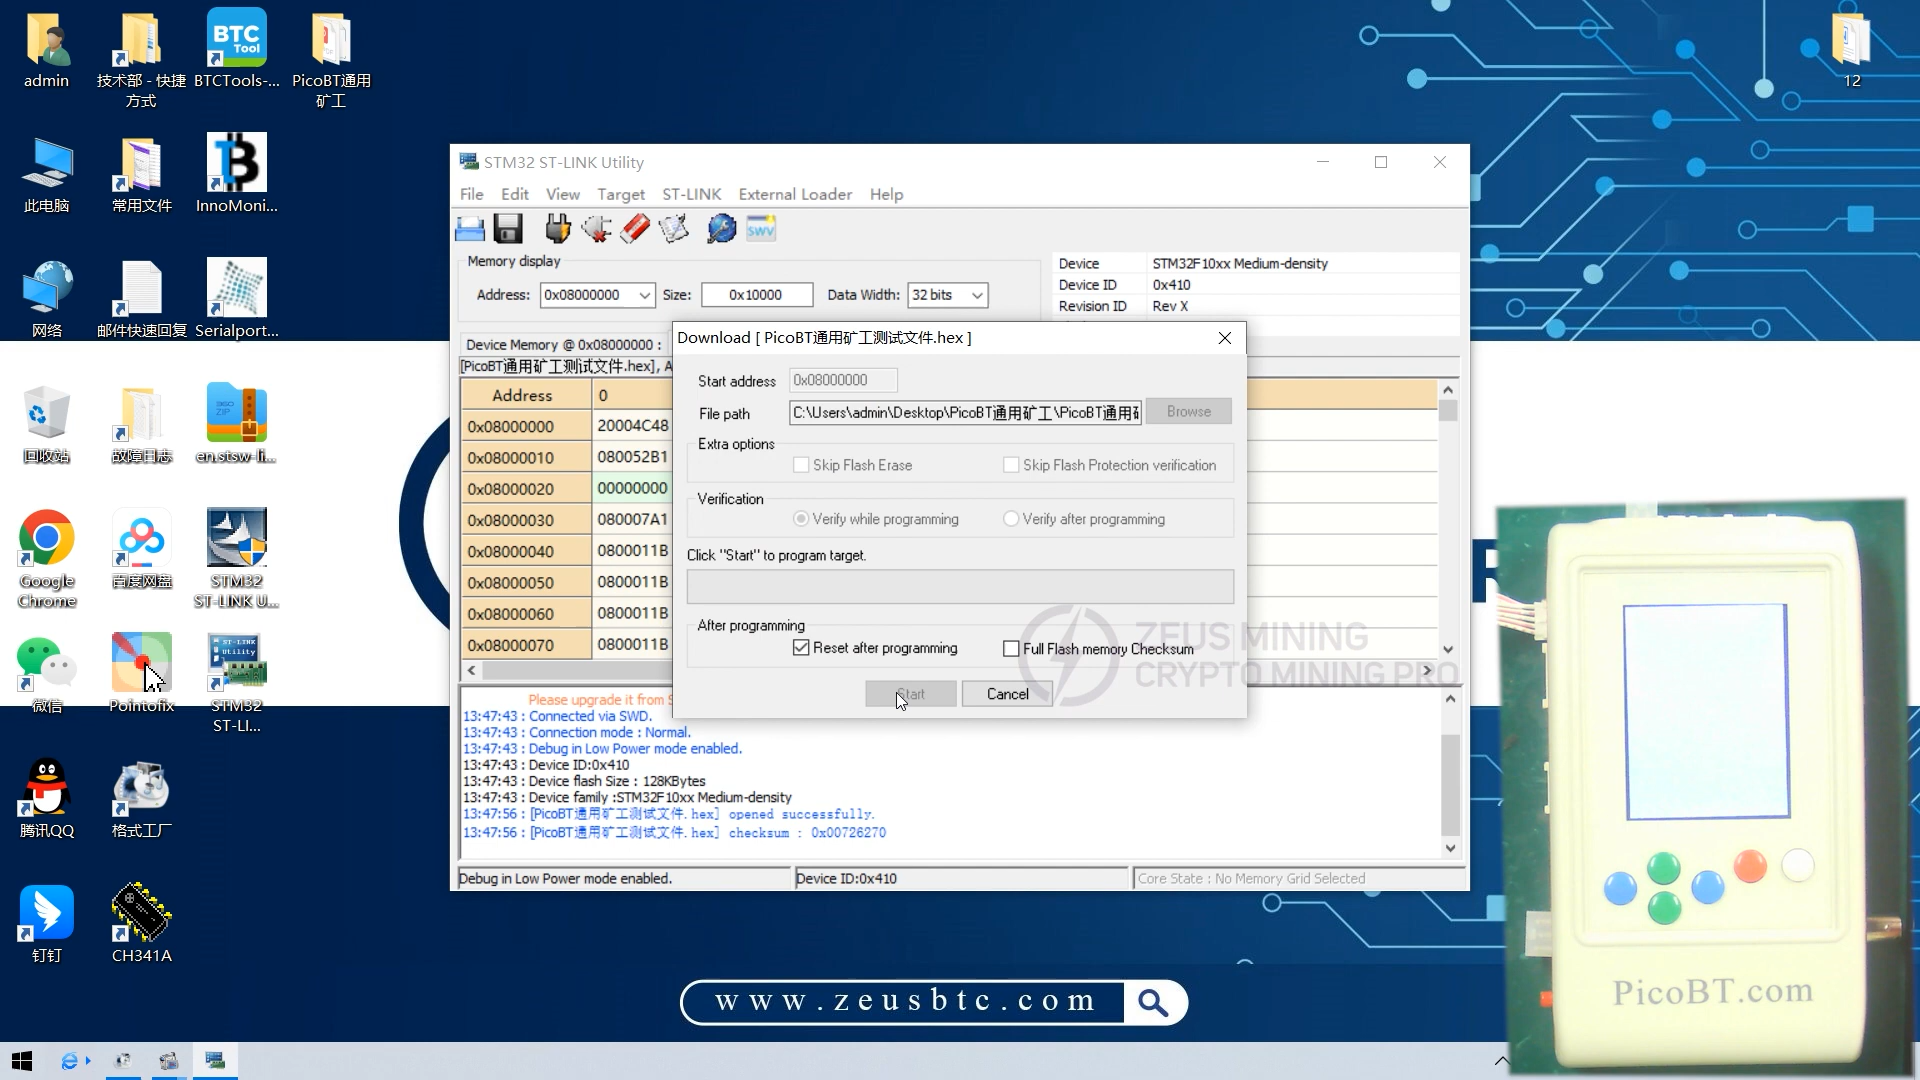 admin
技术部 - 快捷
方式
BTC
Tool
BTCTools-...
PicoBT通用
矿工
12
此电脑
常用文件
InnoMoni...
网络
邮件快速回复
Serialport...
回收站
故障日志
360
ZIP
en.stsw-li...
Google
Chrome
百度网盘
STM32
ST-LINK U...
微信
Pointofix
ST-LINK
Utility
STM32
ST-LI...
腾讯QQ
格式工厂
钉钉
CH341A
STM32 ST-LINK Utility
File Edit View Target ST-LINK External Loader Help
SWV
Memory display
Address: 0x08000000 Size: 0x10000 Data Width: 32 bits
Device STM32F10xx Medium-density
Device ID 0x410
Revision ID Rev X
Device Memory @ 0x08000000 :
[PicoBT通用矿工测试文件.hex], A
Address 0
0x08000000 20004C48
0x08000010 080052B1
0x08000020 00000000
0x08000030 080007A1
0x08000040 0800011B
0x08000050 0800011B
0x08000060 0800011B
0x08000070 0800011B
Download [ PicoBT通用矿工测试文件.hex ]
Start address 0x08000000
File path C:\Users\admin\Desktop\PicoBT通用矿工\PicoBT通用矿 Browse
Extra options
Skip Flash Erase Skip Flash Protection verification
Verification
Verify while programming Verify after programming
Click "Start" to program target.
After programming
Reset after programming Full Flash memory Checksum
Start Cancel
ZEUS MINING
CRYPTO MINING PRO
Please upgrade it from S
13:47:43 : Connected via SWD.
13:47:43 : Connection mode : Normal.
13:47:43 : Debug in Low Power mode enabled.
13:47:43 : Device ID:0x410
13:47:43 : Device flash Size : 128KBytes
13:47:43 : Device family :STM32F10xx Medium-density
13:47:56 : [PicoBT通用矿工测试文件.hex] opened successfully.
13:47:56 : [PicoBT通用矿工测试文件.hex] checksum : 0x00726270
Debug in Low Power mode enabled. Device ID:0x410 Core State : No Memory Grid Selected
R
PicoBT.com
www.zeusbtc.com